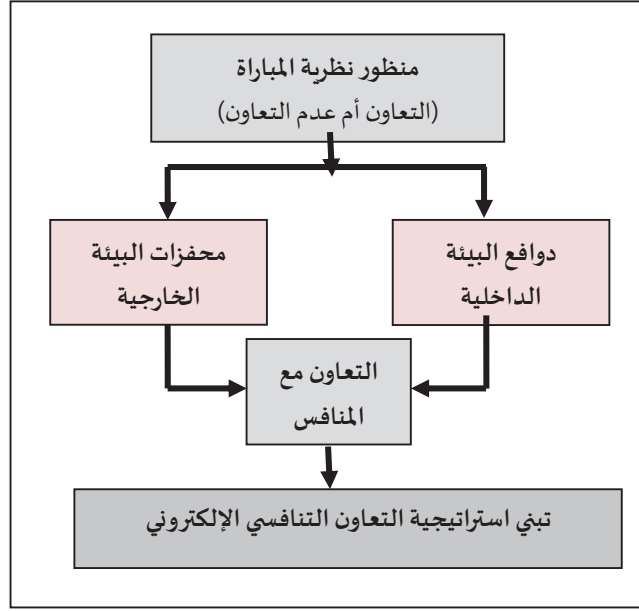 منظور نظرية المباراة
(التعاون أم عدم التعاون)
دوافع البيئة
الداخلية
محفزات البيئة
الخارجية
التعاون مع
المنافس
تبني استراتيجية التعاون التنافسي الإلكتروني